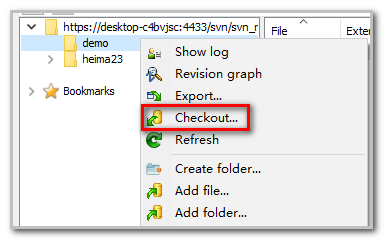 https://desktop-c4bvjsc:4433/svn/svn_r
File
Exter
demo
heima23
Bookmarks
Show log
Revision graph
Export...
Checkout...
Refresh
Create folder...
Add file...
Add folder...